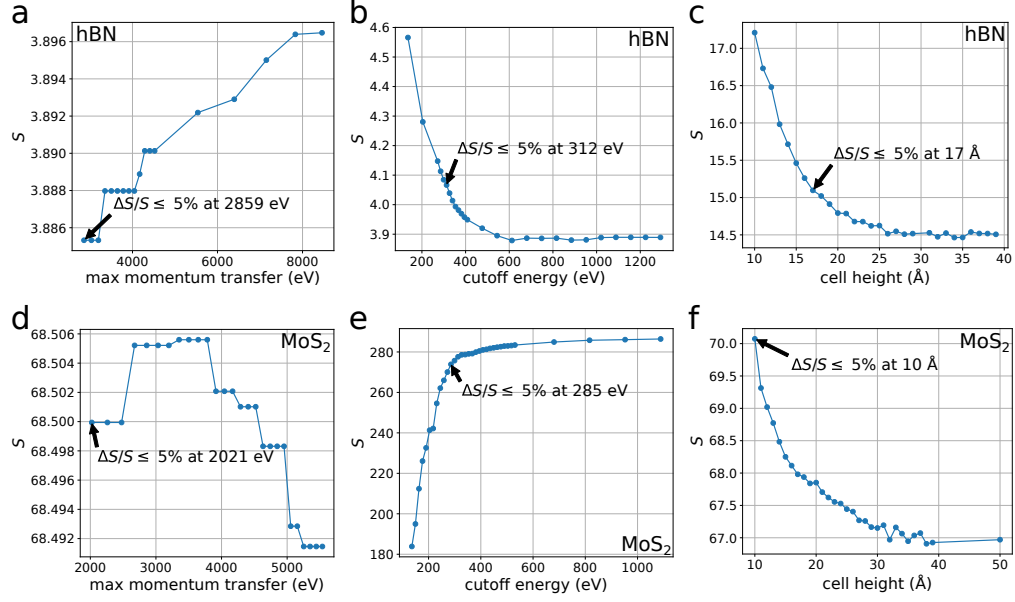 a
hBN
3.896
3.894
3.892
3.890
3.888
3.886
S
ΔS/S ≤ 5% at 2859 eV
4000 6000 8000
max momentum transfer (eV)
b
hBN
4.6
4.5
4.4
4.3
4.2
4.1
4.0
3.9
S
ΔS/S ≤ 5% at 312 eV
200 400 600 800 1000 1200
cutoff energy (eV)
c
hBN
17.0
16.5
16.0
15.5
15.0
14.5
S
ΔS/S ≤ 5% at 17 Å
10 15 20 25 30 35 40
cell height (Å)
d
MoS₂
68.506
68.504
68.502
68.500
68.498
68.496
68.494
68.492
S
ΔS/S ≤ 5% at 2021 eV
2000 3000 4000 5000
max momentum transfer (eV)
e
280
260
240
220
200
180
S
ΔS/S ≤ 5% at 285 eV
MoS₂
200 400 600 800 1000
cutoff energy (eV)
f
MoS₂
70.0
69.5
69.0
68.5
68.0
67.5
67.0
S
ΔS/S ≤ 5% at 10 Å
10 20 30 40 50
cell height (Å)